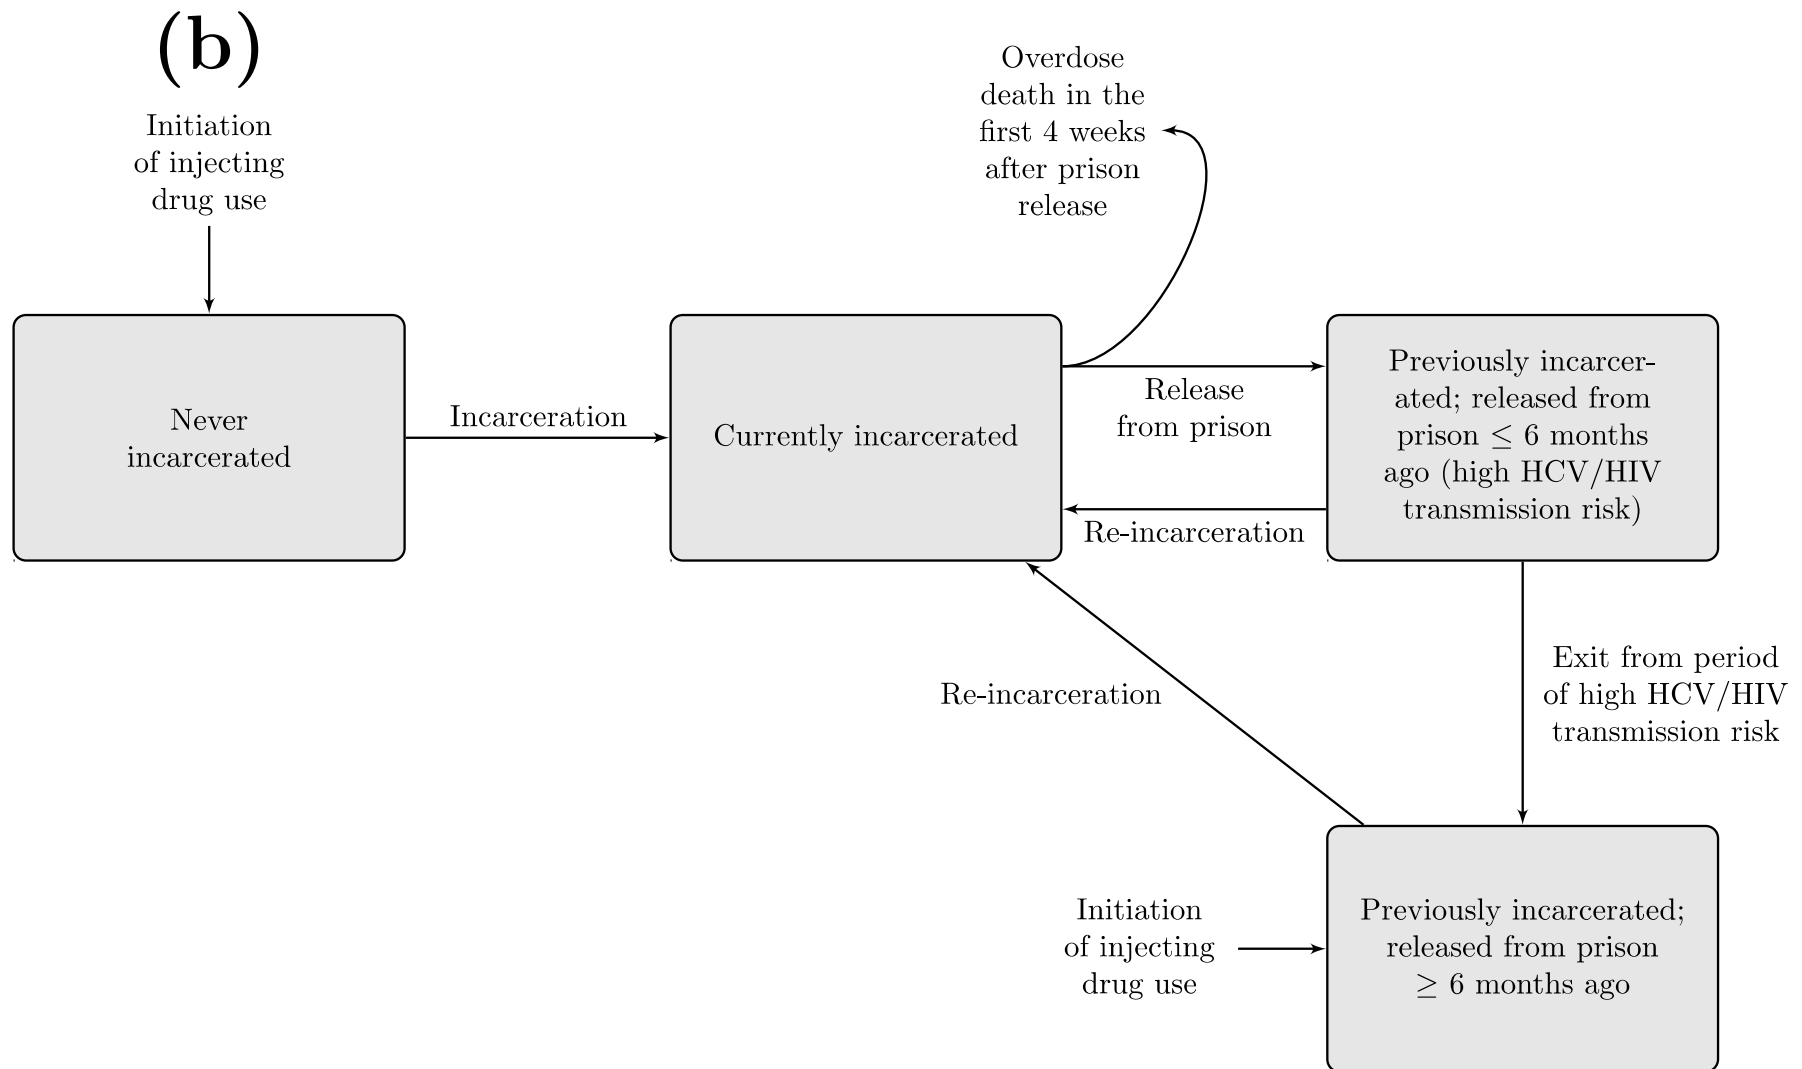 (b)
Initiation
of injecting
drug use
Overdose
death in the
first 4 weeks
after prison
release
Never
incarcerated
Incarceration
Currently incarcerated
Release
from prison
Re-incarceration
Previously incarcer-
ated; released from
prison ≤ 6 months
ago (high HCV/HIV
transmission risk)
Re-incarceration
Exit from period
of high HCV/HIV
transmission risk
Initiation
of injecting
drug use
Previously incarcerated;
released from prison
≥ 6 months ago